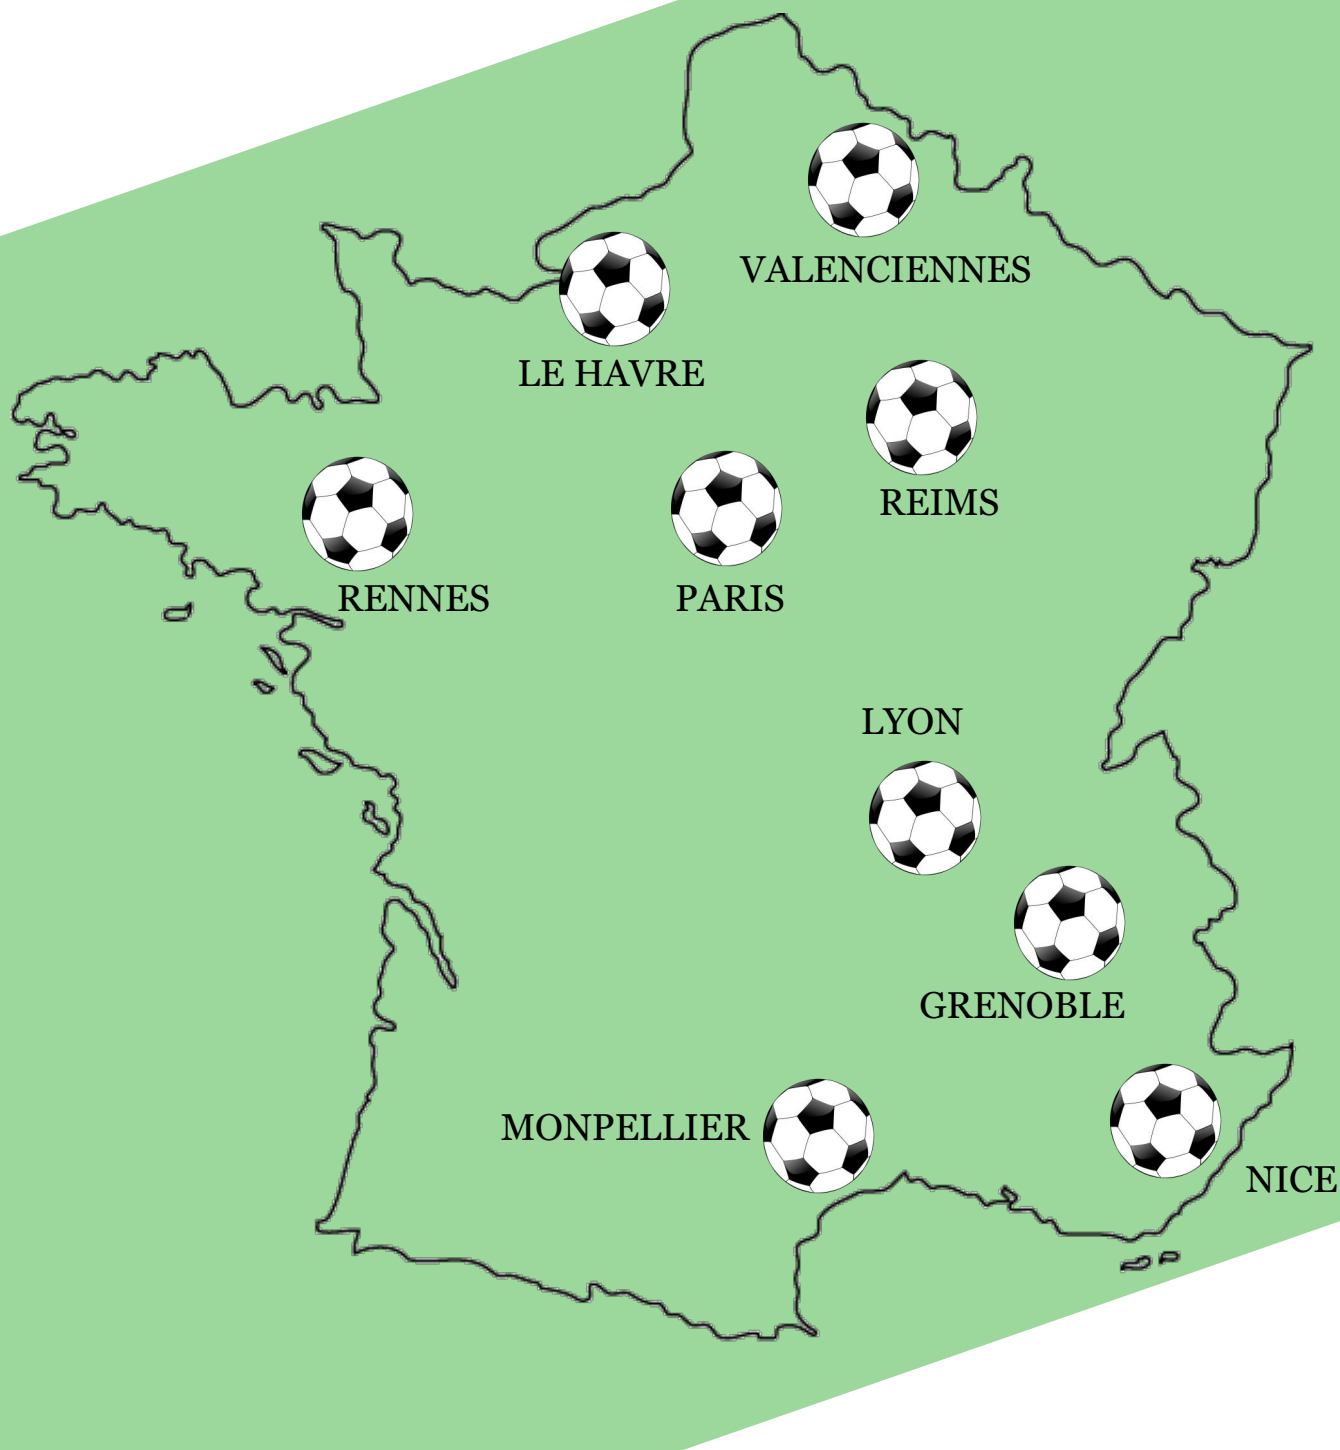 VALENCIENNES
LE HAVRE
REIMS
RENNES
PARIS
LYON
GRENOBLE
MONPELLIER
NICE